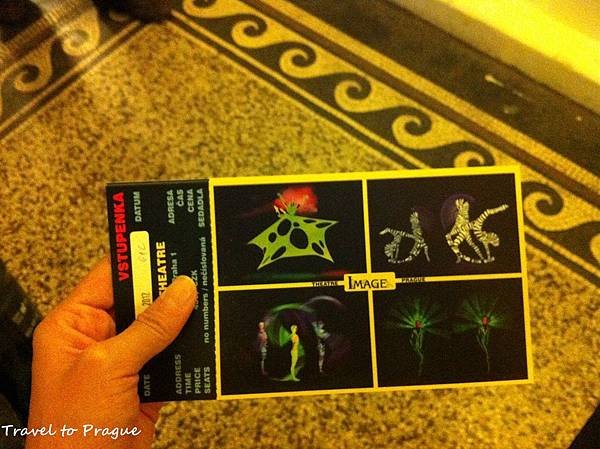 VSTUPENKA
DATUM
ADRESA
ČAS
CENA
SEDADLA
2012
THEATRE
no numbers / nečíslovaná
DATE
ADDRESS
TIME
PRICE
SEATS
THEATRE IMAGE PRAGUE
Travel to Prague